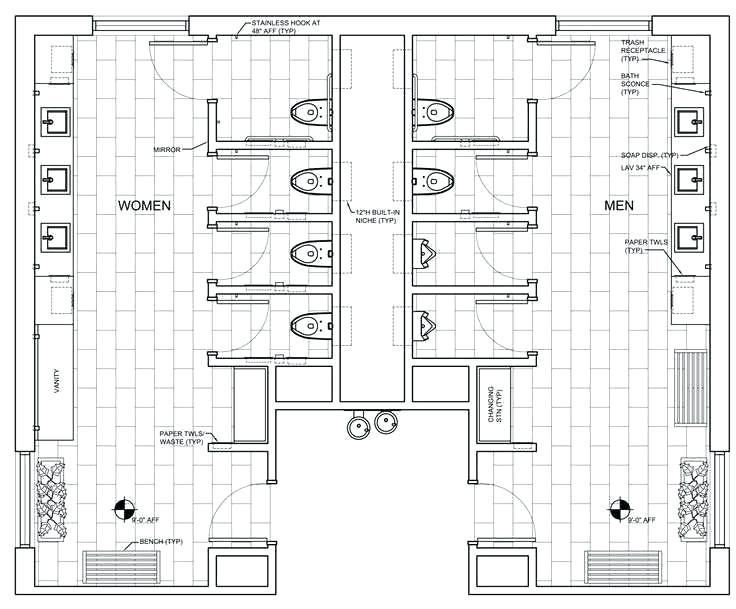 STAINLESS HOOK AT
48" AFF (TYP)
TRASH
RECEPTACLE
(TYP)
BATH
SCONCE
(TYP)
MIRROR
SOAP DISP. (TYP)
LAV 34" AFF
WOMEN
MEN
12"H BUILT-IN
NICHE (TYP)
PAPER TWLS
(TYP)
VANITY
CHANGING
STN (TYP)
PAPER TWLS/
WASTE (TYP)
9'-0" AFF
9'-0" AFF
BENCH (TYP)